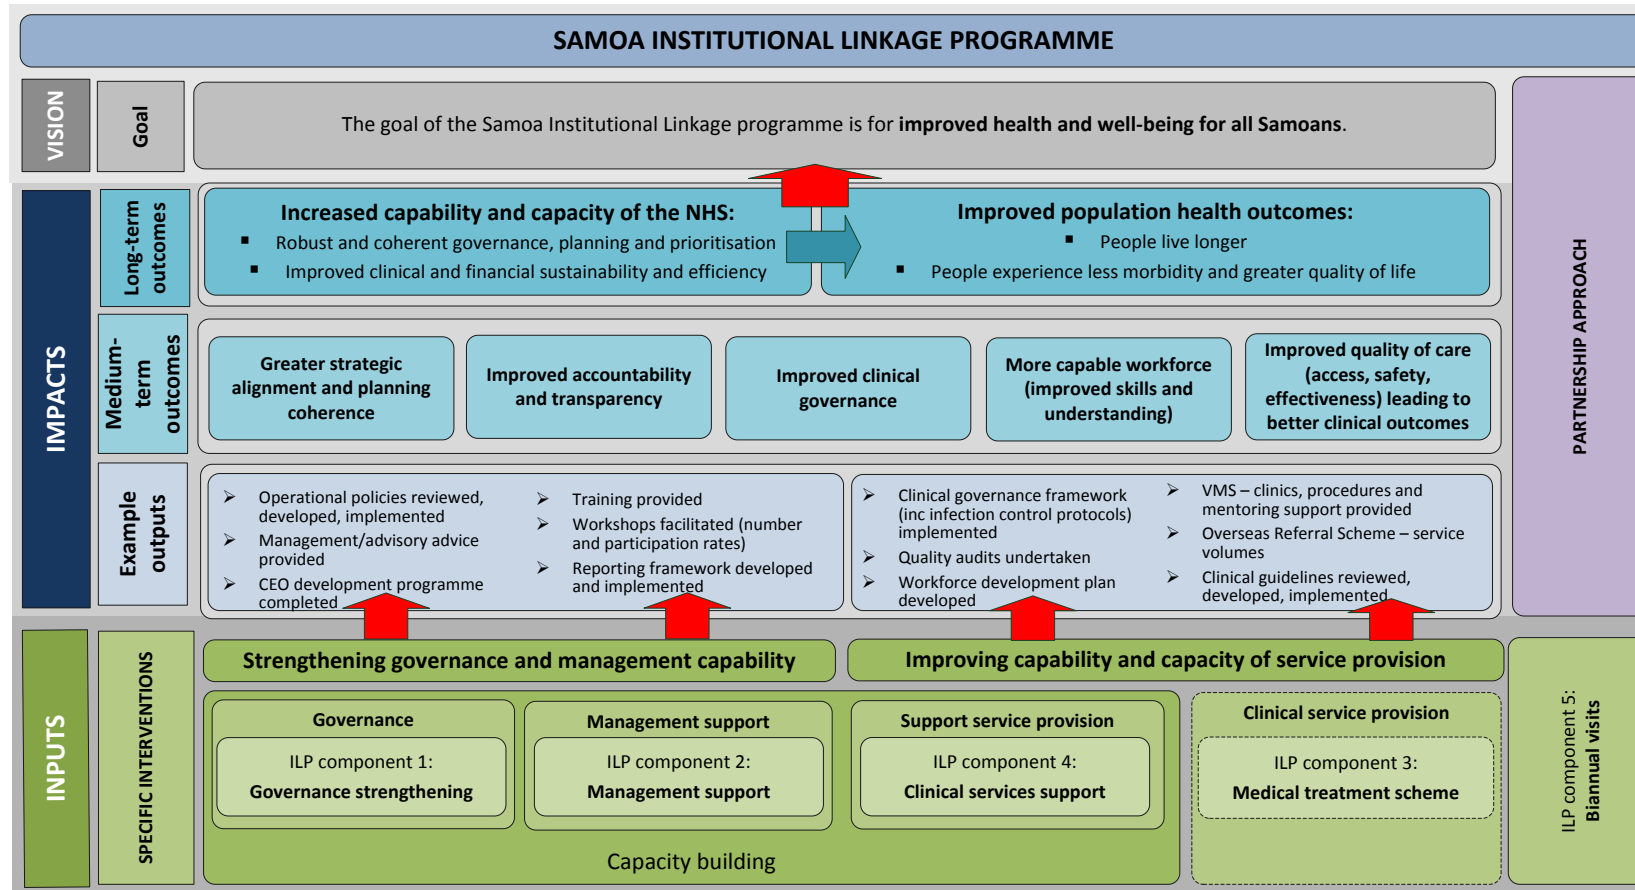 SAMOA INSTITUTIONAL LINKAGE PROGRAMME
VISION
Goal
The goal of the Samoa Institutional Linkage programme is for improved health and well-being for all Samoans.
PARTNERSHIP APPROACH
IMPACTS
Long-term
outcomes
Increased capability and capacity of the NHS:
▪ Robust and coherent governance, planning and prioritisation
▪ Improved clinical and financial sustainability and efficiency
Improved population health outcomes:
▪ People live longer
▪ People experience less morbidity and greater quality of life
Medium-
term
outcomes
Greater strategic
alignment and planning
coherence
Improved accountability
and transparency
Improved clinical
governance
More capable workforce
(improved skills and
understanding)
Improved quality of care
(access, safety,
effectiveness) leading to
better clinical outcomes
Example
outputs
➢ Operational policies reviewed,
developed, implemented
➢ Management/advisory advice
provided
➢ CEO development programme
completed
➢ Training provided
➢ Workshops facilitated (number
and participation rates)
➢ Reporting framework developed
and implemented
➢ Clinical governance framework
(inc infection control protocols)
implemented
➢ Quality audits undertaken
➢ Workforce development plan
developed
➢ VMS – clinics, procedures and
mentoring support provided
➢ Overseas Referral Scheme – service
volumes
➢ Clinical guidelines reviewed,
developed, implemented
INPUTS
SPECIFIC INTERVENTIONS
Strengthening governance and management capability
Improving capability and capacity of service provision
Governance
ILP component 1:
Governance strengthening
Management support
ILP component 2:
Management support
Support service provision
ILP component 4:
Clinical services support
Clinical service provision
ILP component 3:
Medical treatment scheme
Capacity building
ILP component 5:
Biannual visits